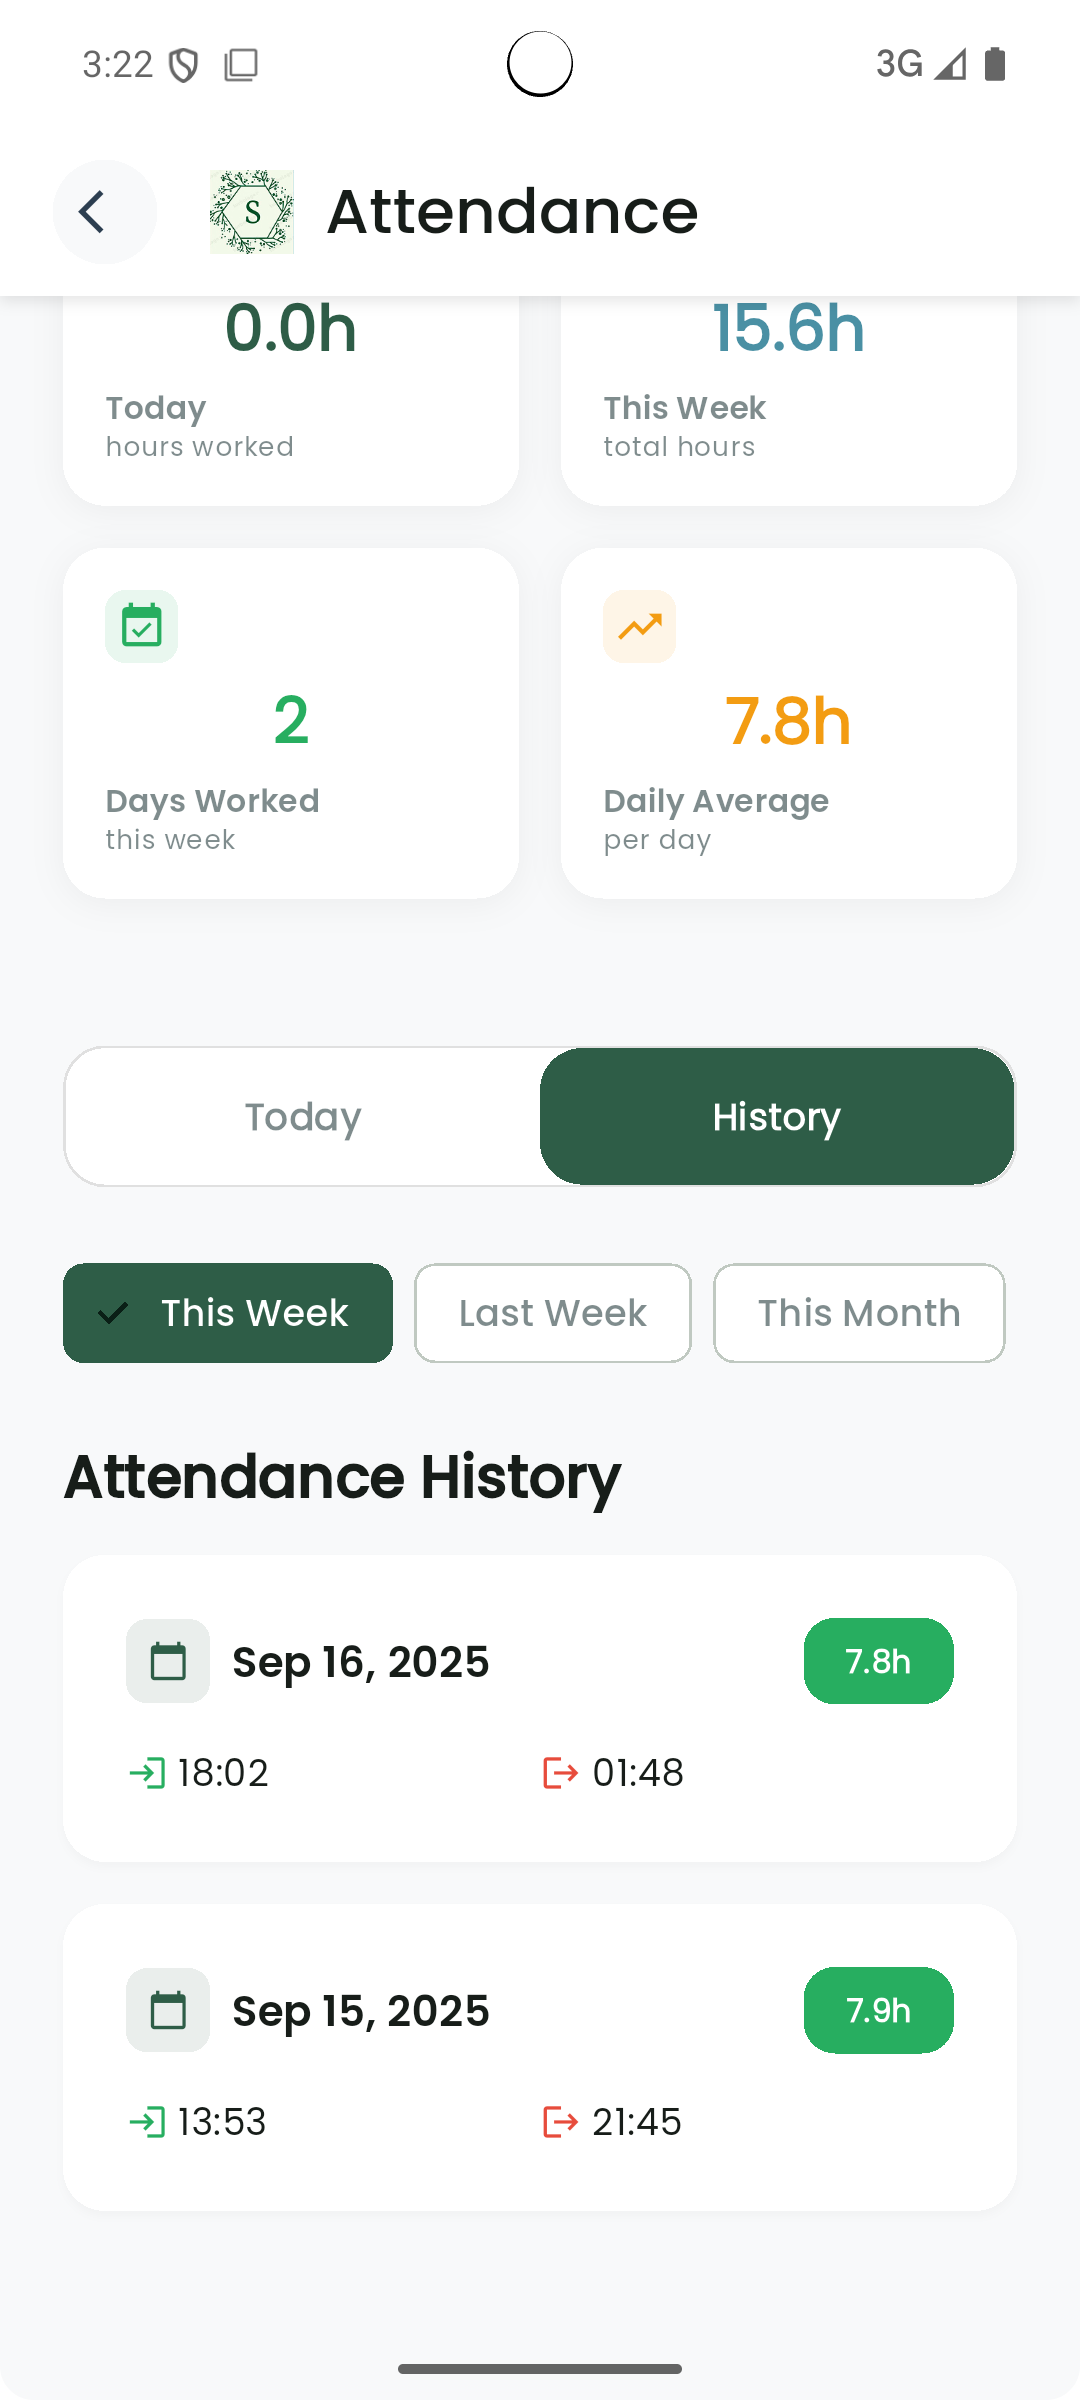 3:22
3G
S
Attendance
0.0h
Today
hours worked
15.6h
This Week
total hours
2
Days Worked
this week
7.8h
Daily Average
per day
Today
History
This Week
Last Week
This Month
Attendance History
Sep 16, 2025
7.8h
18:02
01:48
Sep 15, 2025
7.9h
13:53
21:45